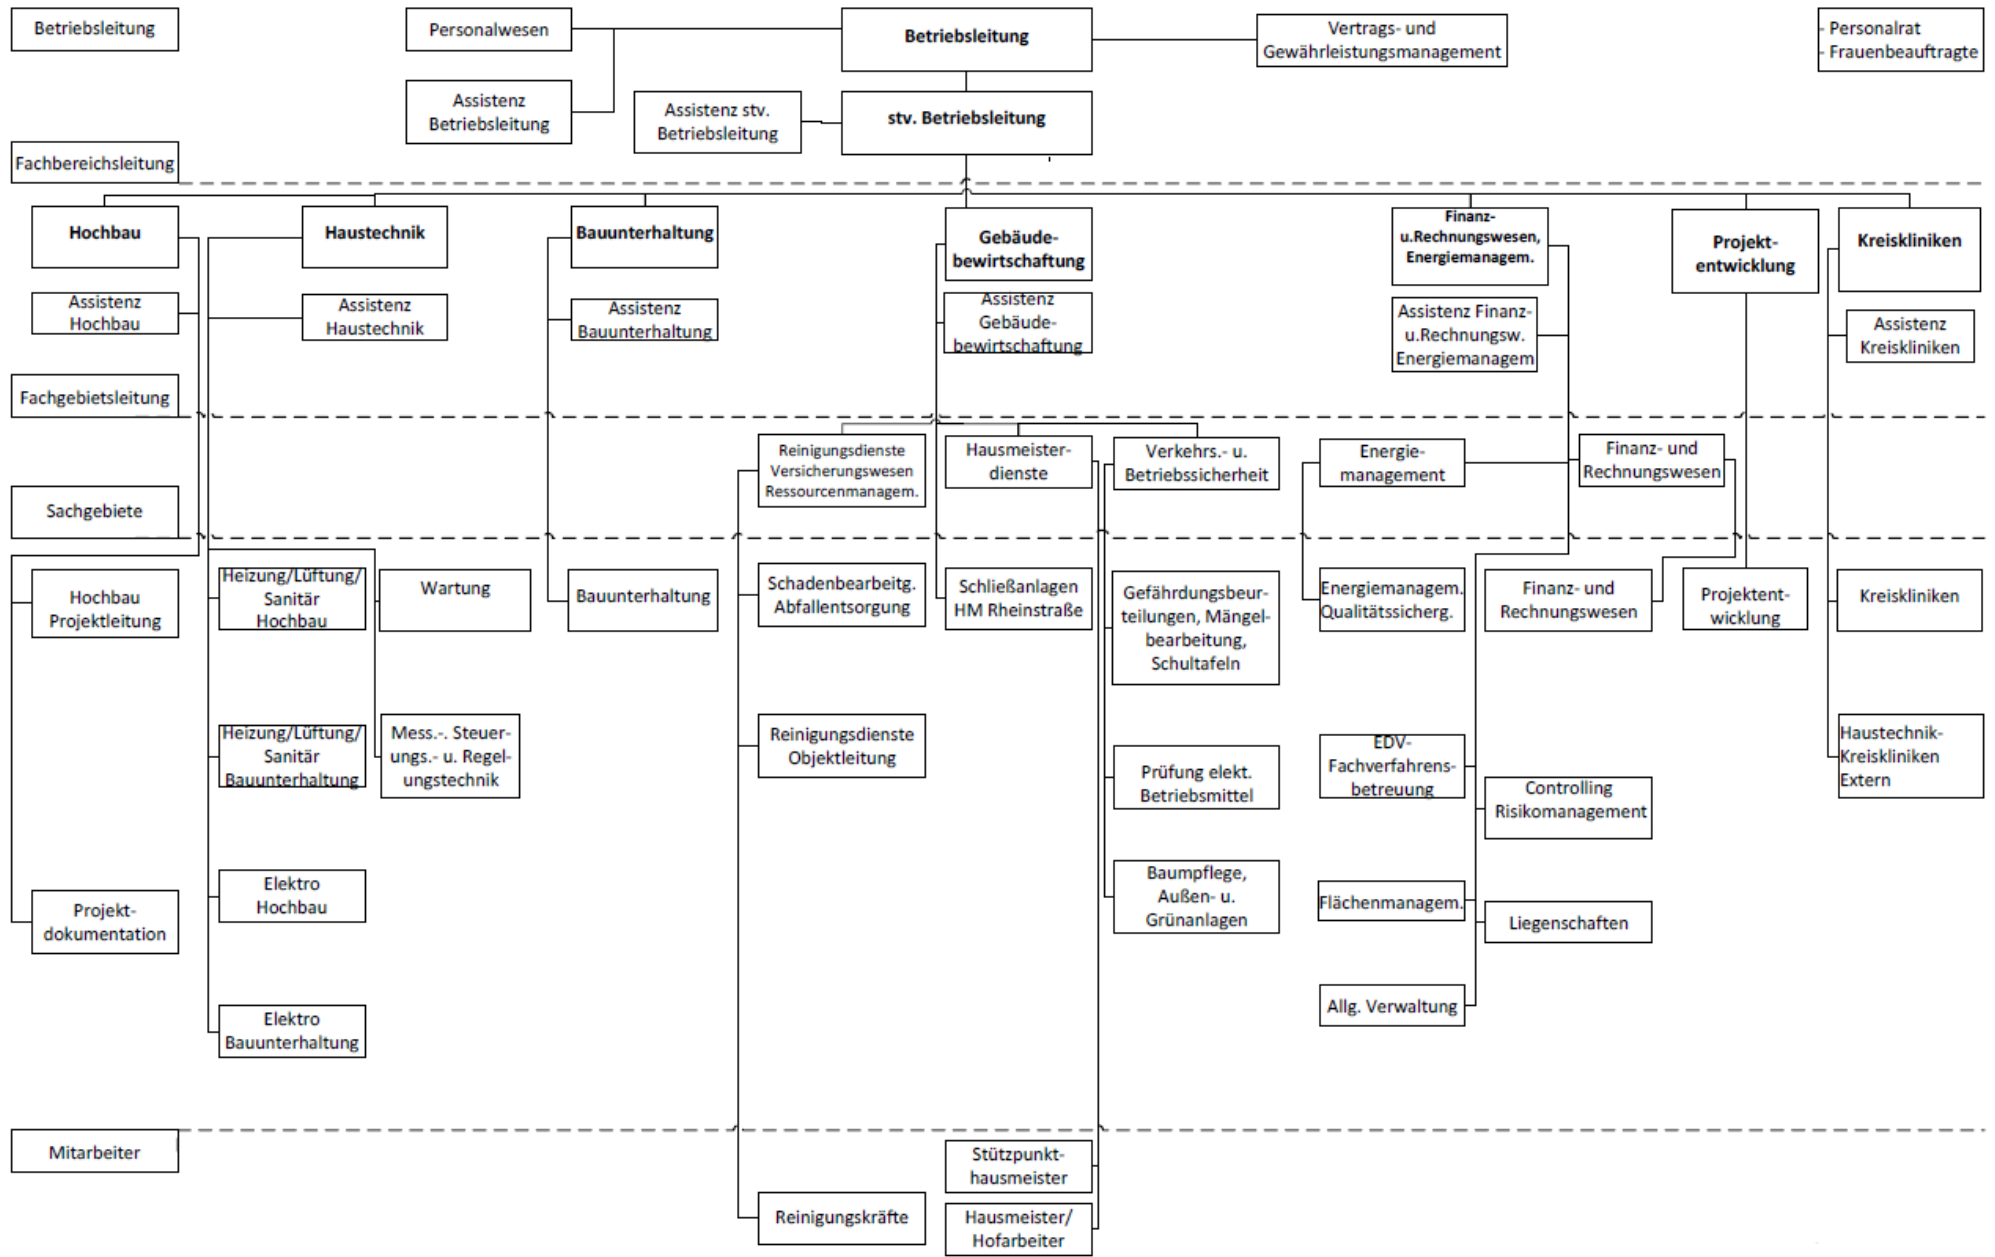 Betriebsleitung
Personalwesen
Betriebsleitung
Vertrags- und
Gewährleistungsmanagement
- Personalrat
- Frauenbeauftragte
Assistenz
Betriebsleitung
Assistenz stv.
Betriebsleitung
stv. Betriebsleitung
Fachbereichsleitung
Hochbau
Haustechnik
Bauunterhaltung
Gebäude-
bewirtschaftung
Finanz-
u.Rechnungswesen,
Energiemanagem.
Projekt-
entwicklung
Kreiskliniken
Assistenz
Hochbau
Assistenz
Haustechnik
Assistenz
Bauunterhaltung
Assistenz
Gebäude-
bewirtschaftung
Assistenz Finanz-
u.Rechnungsw.
Energiemanagem
Assistenz
Kreiskliniken
Fachgebietsleitung
Reinigungsdienste
Versicherungswesen
Ressourcenmanagem.
Hausmeister-
dienste
Verkehrs.- u.
Betriebssicherheit
Energie-
management
Finanz- und
Rechnungswesen
Sachgebiete
Hochbau
Projektleitung
Heizung/Lüftung/
Sanitär
Hochbau
Wartung
Bauunterhaltung
Schadenbearbeitg.
Abfallentsorgung
Schließanlagen
HM Rheinstraße
Gefährdungsbeur-
teilungen, Mängel-
bearbeitung,
Schultafeln
Energiemanagem.
Qualitätssicherg.
Finanz- und
Rechnungswesen
Projektent-
wicklung
Kreiskliniken
Heizung/Lüftung/
Sanitär
Bauunterhaltung
Mess.-. Steuer-
ungs.- u. Regel-
ungstechnik
Reinigungsdienste
Objektleitung
Prüfung elekt.
Betriebsmittel
EDV-
Fachverfahrens-
betreuung
Controlling
Risikomanagement
Haustechnik-
Kreiskliniken
Extern
Projekt-
dokumentation
Elektro
Hochbau
Baumpflege,
Außen- u.
Grünanlagen
Flächenmanagem.
Liegenschaften
Elektro
Bauunterhaltung
Allg. Verwaltung
Mitarbeiter
Stützpunkt-
hausmeister
Reinigungskräfte
Hausmeister/
Hofarbeiter